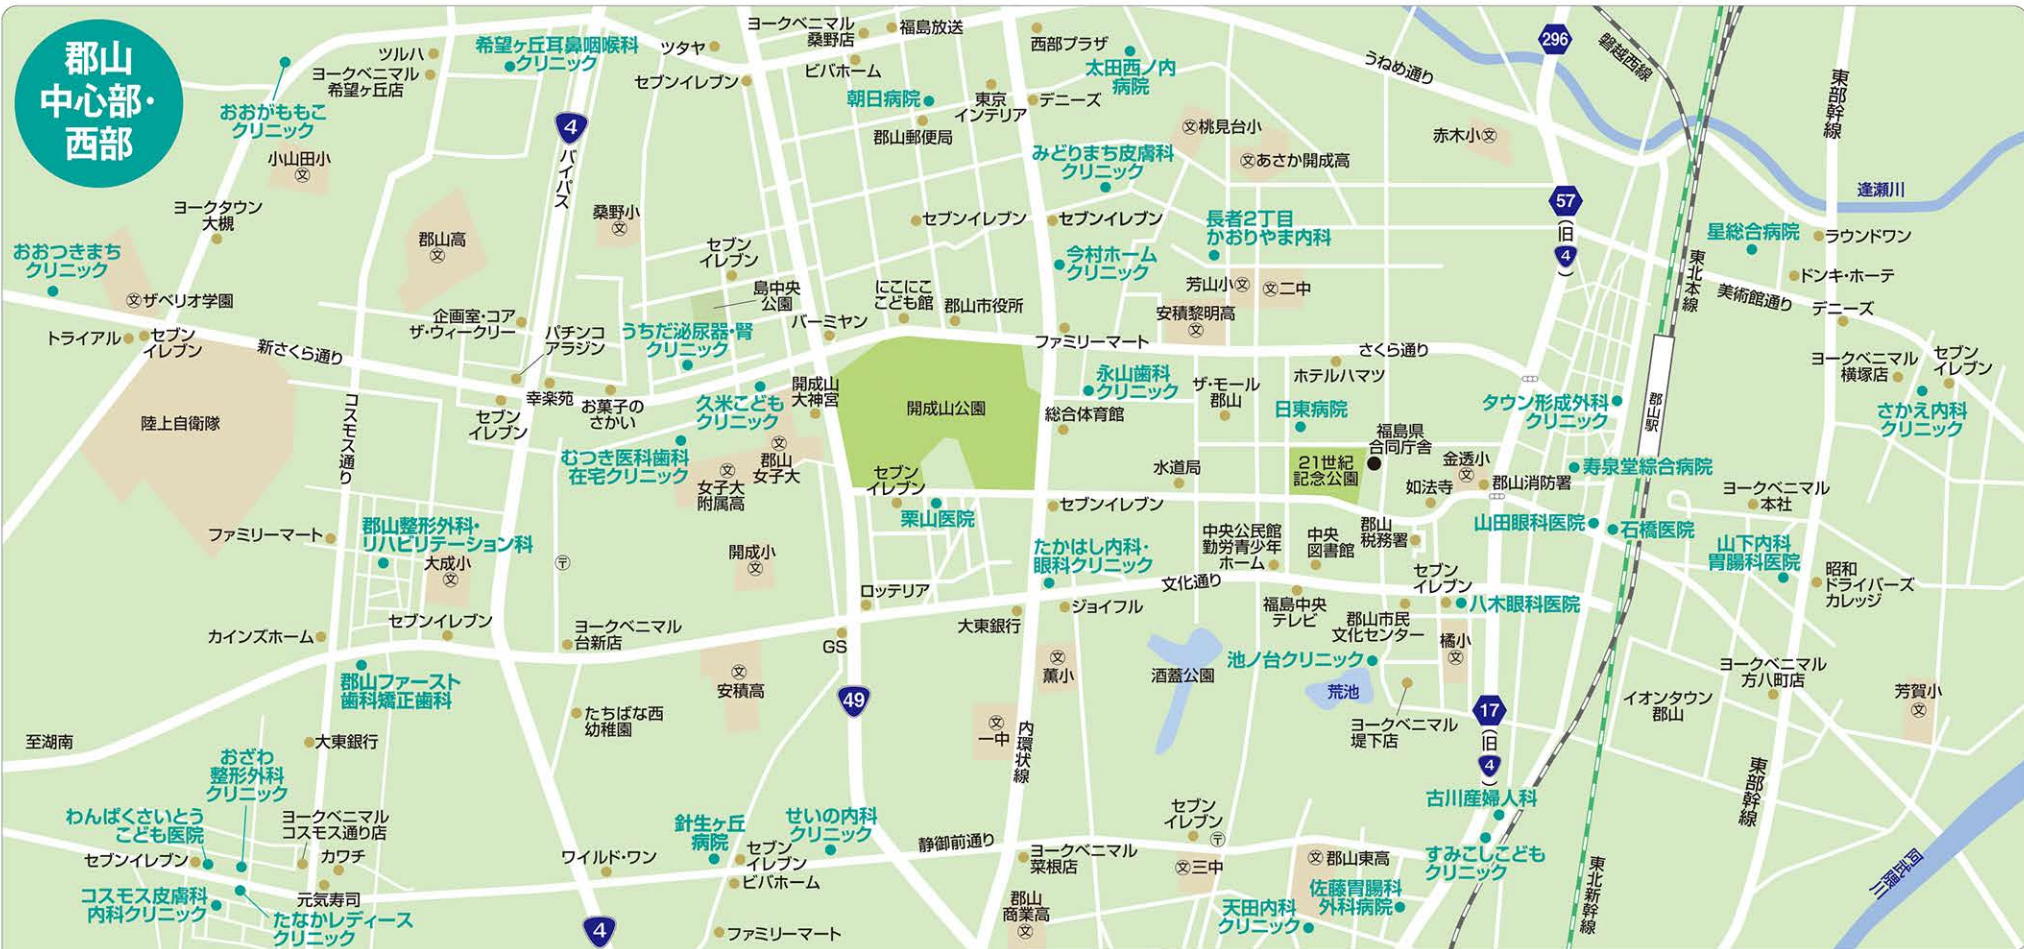 郡山
中心部・
西部
おおがももこ
クリニック
小山田小
文
ツルハ
ヨークベニマル
希望ヶ丘店
希望ヶ丘耳鼻咽喉科
クリニック
4
バイパス
ツタヤ
セブンイレブン
ヨークベニマル
桑野店
福島放送
ビバホーム
朝日病院
東京
インテリア
デニーズ
郡山郵便局
西部プラザ
太田西ノ内
病院
うねめ通り
296
磐越西線
東部幹線
文桃見台小
文あさか開成高
赤木小文
みどりまち皮膚科
クリニック
逢瀬川
ヨークタウン
大槻
おおつきまち
クリニック
文ザベリオ学園
郡山高
文
桑野小
文
セブン
イレブン
島中央
公園
セブンイレブン
セブンイレブン
今村ホーム
クリニック
長者2丁目
かおりやま内科
57
(旧
4
)
東北本線
星総合病院
ラウンドワン
ドンキ・ホーテ
美術館通り
デニーズ
芳山小文
文二中
安積黎明高
文
にこにこ
こども館
郡山市役所
バーミヤン
企画室・コア
ザ・ウィークリー
パチンコ
アラジン
うちだ泌尿器・腎
クリニック
トライアル
セブン
イレブン
新さくら通り
ファミリーマート
さくら通り
ホテルハマツ
ヨークベニマル
横塚店
セブン
イレブン
さかえ内科
クリニック
陸上自衛隊
コスモス通り
セブン
イレブン
幸楽苑
お菓子の
さかい
久米こども
クリニック
開成山
大神宮
開成山公園
永山歯科
クリニック
総合体育館
ザ・モール
郡山
日東病院
タウン形成外科
クリニック
郡山駅
むつき医科歯科
在宅クリニック
文
女子大
附属高
文
郡山
女子大
セブン
イレブン
栗山医院
セブンイレブン
水道局
21世紀
記念公園
福島県
合同庁舎
金透小
文
如法寺
郡山消防署
寿泉堂綜合病院
ヨークベニマル
本社
ファミリーマート
郡山整形外科・
リハビリテーション科
大成小
文
〒
開成小
文
たかはし内科・
眼科クリニック
中央公民館
勤労青少年
ホーム
中央
図書館
郡山
税務署
山田眼科医院
石橋医院
山下内科
胃腸科医院
昭和
ドライバーズ
カレッジ
カインズホーム
セブンイレブン
ヨークベニマル
台新店
ロッテリア
GS
大東銀行
ジョイフル
文化通り
福島中央
テレビ
セブン
イレブン
八木眼科医院
郡山市民
文化センター
橘小
文
池ノ台クリニック
郡山ファースト
歯科矯正歯科
文
安積高
49
文
薫小
酒蓋公園
荒池
ヨークベニマル
堤下店
17
(旧
4
)
イオンタウン
郡山
ヨークベニマル
方八町店
芳賀小
文
至湖南
大東銀行
たちばな西
幼稚園
文
一中
内環状線
東部幹線
おざわ
整形外科
クリニック
わんぱくさいとう
こども医院
ヨークベニマル
コスモス通り店
セブンイレブン
カワチ
元気寿司
コスモス皮膚科
内科クリニック
たなかレディース
クリニック
ワイルド・ワン
4
針生ヶ丘
病院
せいの内科
クリニック
セブン
イレブン
ビバホーム
ファミリーマート
静御前通り
ヨークベニマル
菜根店
郡山
商業高
文
セブン
イレブン
〒
文三中
文郡山東高
佐藤胃腸科
外科病院
天田内科
クリニック
古川産婦人科
すみこしこども
クリニック
東北新幹線
阿武隈川